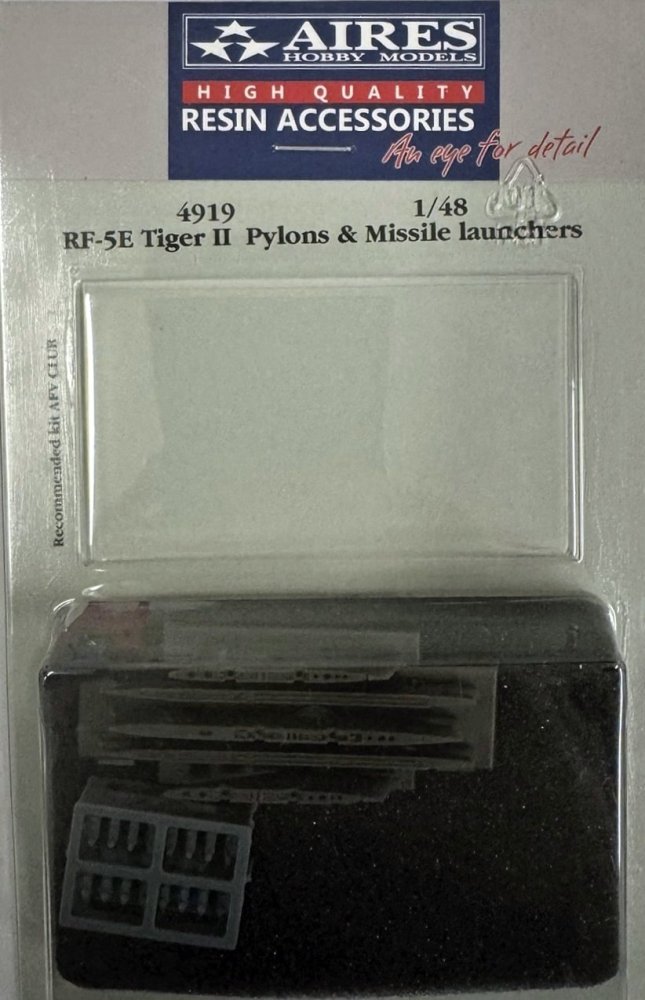 AIRES
HOBBY MODELS
HIGH QUALITY
RESIN ACCESSORIES
An eye for detail
01
4919 1/48
RF-5E Tiger II Pylons & Missile launchers
Recommended kit AFV CLUB